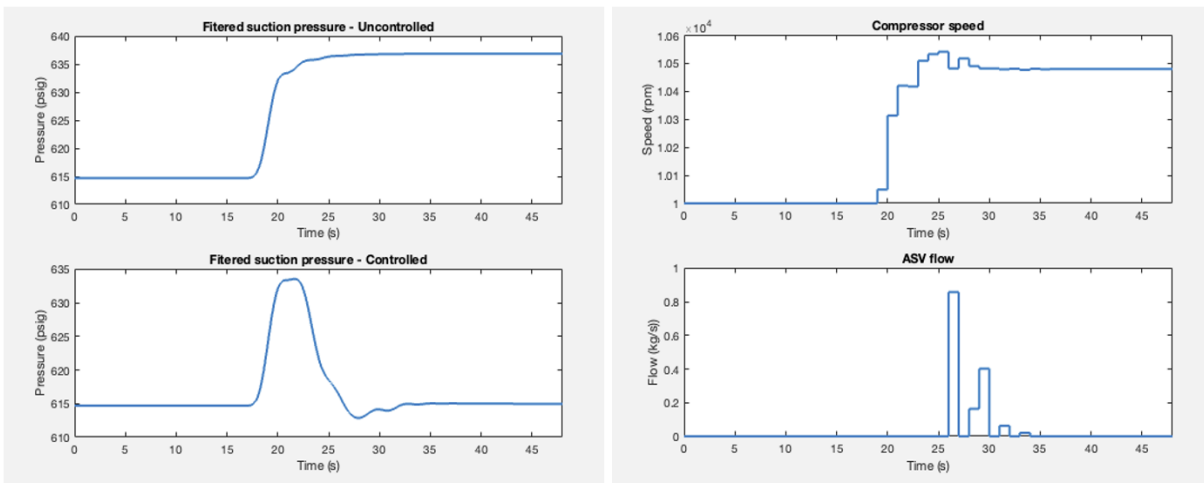 Fitered suction pressure - Uncontrolled
640
635
630
625
620
615
610
Pressure (psig)
0 5 10 15 20 25 30 35 40 45
Time (s)
Fitered suction pressure - Controlled
635
630
625
620
615
610
Pressure (psig)
0 5 10 15 20 25 30 35 40 45
Time (s)
Compressor speed
×10⁴
1.06
1.05
1.04
1.03
1.02
1.01
1
Speed (rpm)
0 5 10 15 20 25 30 35 40 45
Time (s)
ASV flow
1
0.8
0.6
0.4
0.2
0
Flow (kg/s))
0 5 10 15 20 25 30 35 40 45
Time (s)